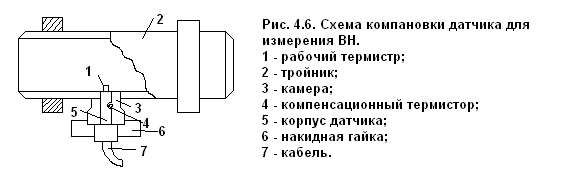 Рис. 4.6. Схема компановки датчика для
измерения ВН.
1 - рабочий термистр;
2 - тройник;
3 - камера;
4 - компенсационный термистор;
5 - корпус датчика;
6 - накидная гайка;
7 - кабель.
2
1
3
5
4
6
7